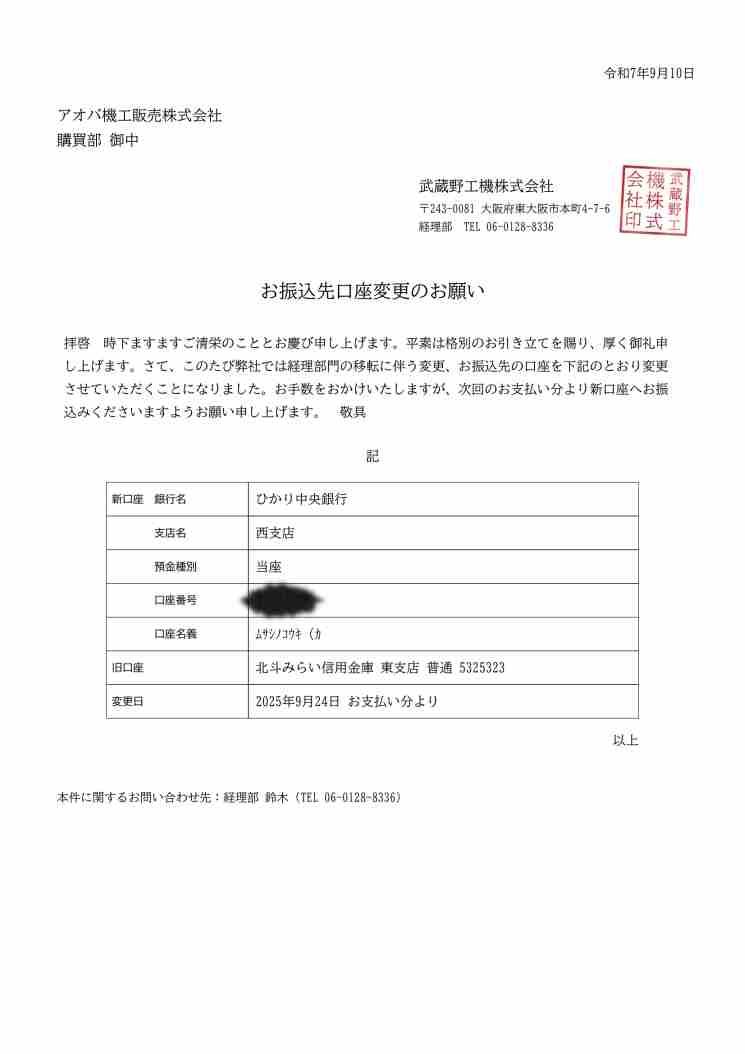 令和7年9月10日
アオバ機工販売株式会社
購買部 御中
武蔵野工機株式会社
〒243-0081 大阪府東大阪市本町4-7-6
経理部 TEL 06-0128-8336
武蔵野工
機株式
会社印
お振込先口座変更のお願い
拝啓 時下ますますご清栄のこととお慶び申し上げます。平素は格別のお引き立てを賜り、厚く御礼申
し上げます。さて、このたび弊社では経理部門の移転に伴う変更、お振込先の口座を下記のとおり変更
させていただくことになりました。お手数をおかけいたしますが、次回のお支払い分より新口座へお振
込みくださいますようお願い申し上げます。 敬具
記
新口座 銀行名 ひかり中央銀行
支店名 西支店
預金種別 当座
口座番号
口座名義 ﾑｻｼﾉｺｳｷ（ｶ
旧口座 北斗みらい信用金庫 東支店 普通 5325323
変更日 2025年9月24日 お支払い分より
以上
本件に関するお問い合わせ先：経理部 鈴木（TEL 06-0128-8336）